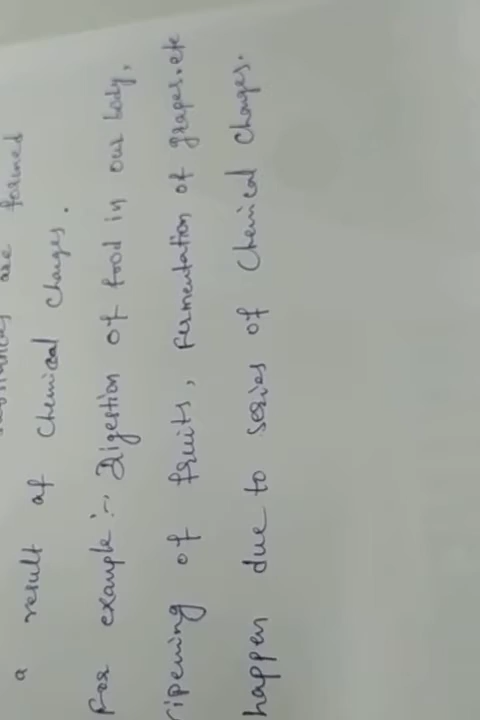 substances are formed
a result of Chemical Changes.
For example :- Digestion of food in our body,
ripening of fruits, Fermentation of grapes. etc
happen due to series of Chemical Changes.